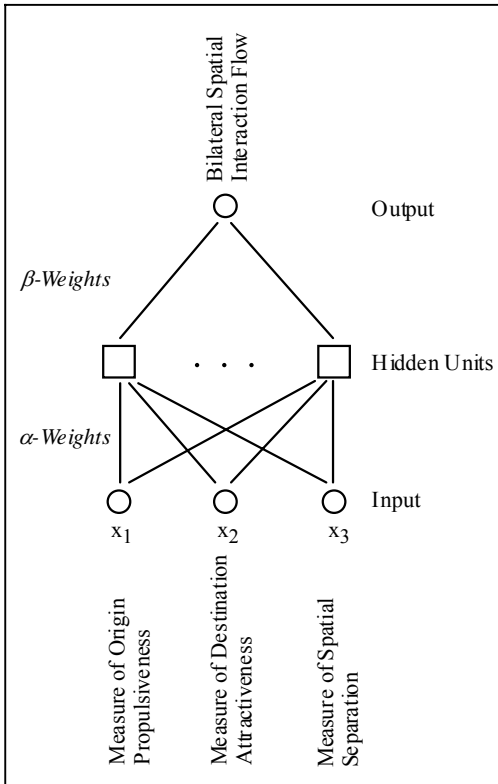 Bilateral Spatial
Interaction Flow
Output
β-Weights
. . .
Hidden Units
α-Weights
Input
x1
x2
x3
Measure of Origin
Propulsiveness
Measure of Destination
Attractiveness
Measure of Spatial
Separation